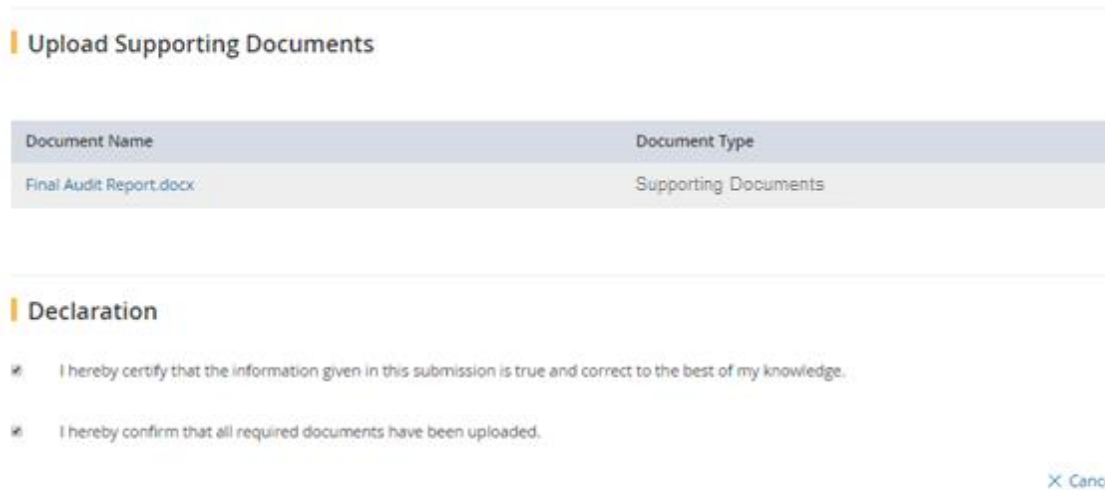 Upload Supporting Documents
Document Name Document Type
Final Audit Report.docx Supporting Documents
Declaration
I hereby certify that the information given in this submission is true and correct to the best of my knowledge.
I hereby confirm that all required documents have been uploaded.
Canc